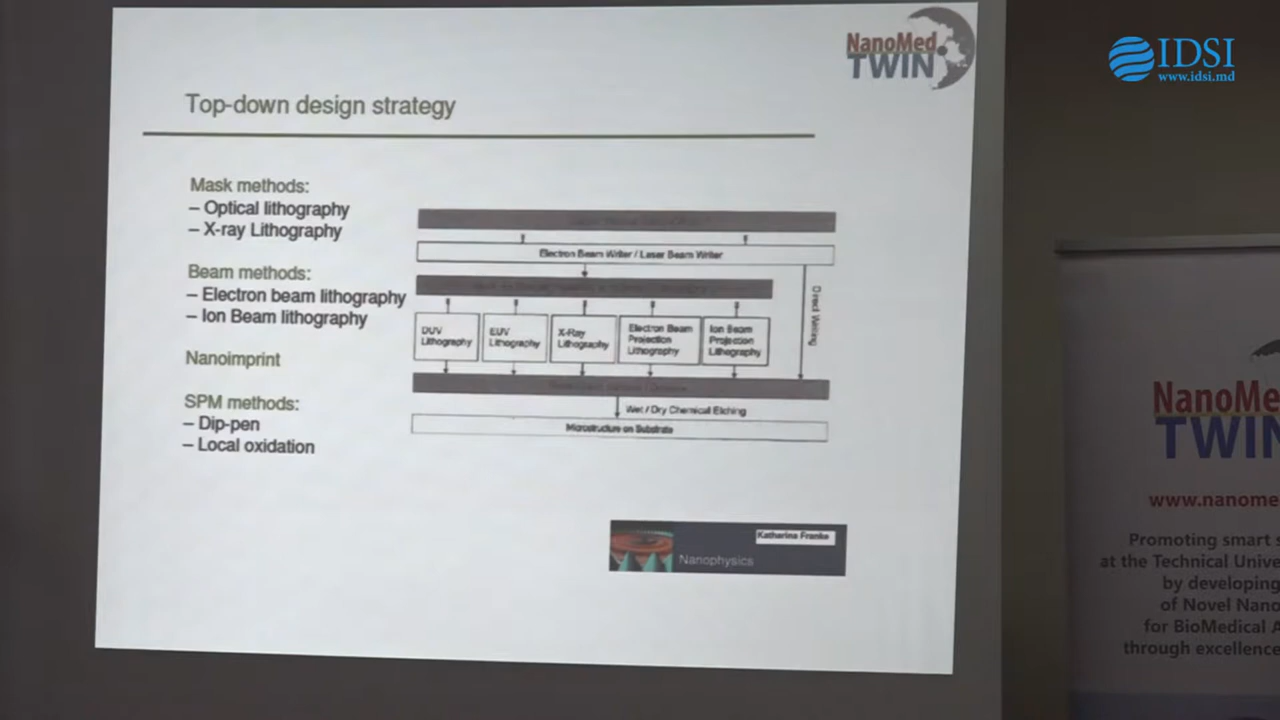 NanoMed
TWIN
IDSI
www.idsi.md
Top-down design strategy
Mask methods:
– Optical lithography
– X-ray Lithography
Beam methods:
– Electron beam lithography
– Ion Beam lithography
Nanoimprint
SPM methods:
– Dip-pen
– Local oxidation
Electron Beam Writer / Laser Beam Writer
Direct Writing
DUV
Lithography
EUV
Lithography
X-Ray
Lithography
Electron Beam
Projection
Lithography
Ion Beam
Projection
Lithography
Wet / Dry Chemical Etching
Microstructure on Substrate
Katharina Franke
Nanophysics
NanoMe
TWIN
www.nanome
Promoting smart s
at the Technical Unive
by developing
of Novel Nano
for BioMedical A
through excellence